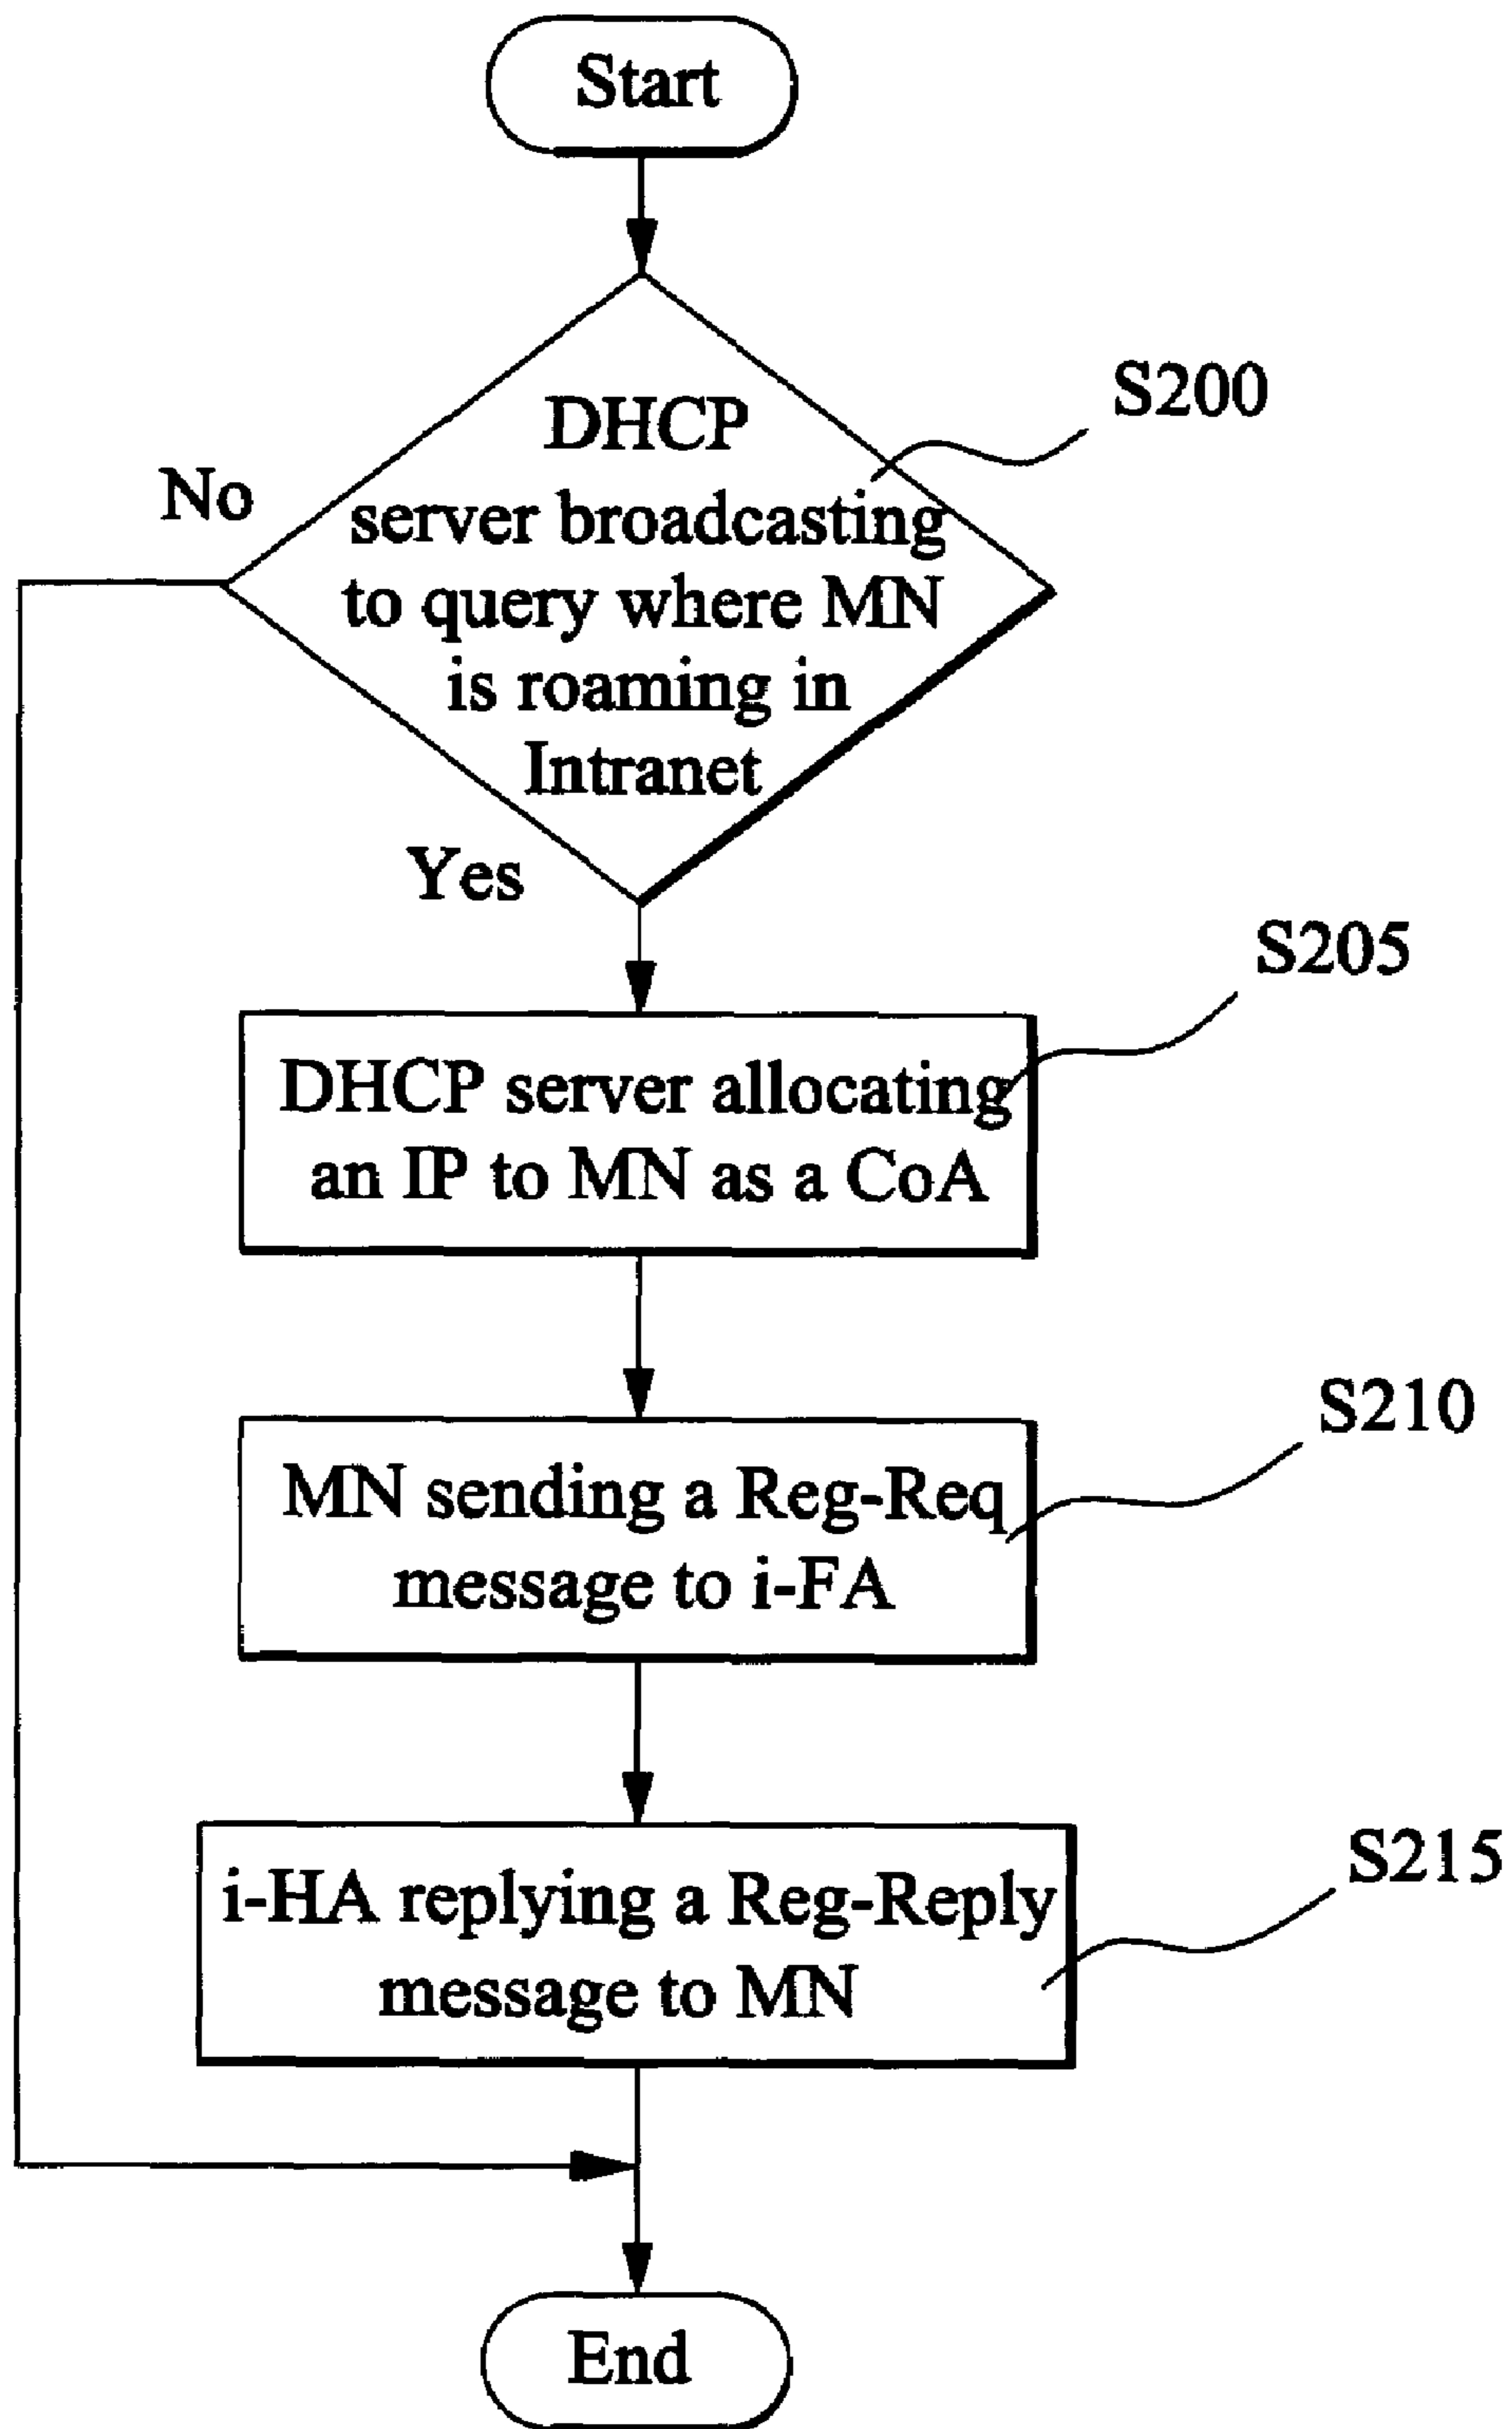 Start
S200
DHCP
server broadcasting
to query where MN
is roaming in
Intranet
No
Yes
S205
DHCP server allocating
an IP to MN as a CoA
S210
MN sending a Reg-Req
message to i-FA
S215
i-HA replying a Reg-Reply
message to MN
End